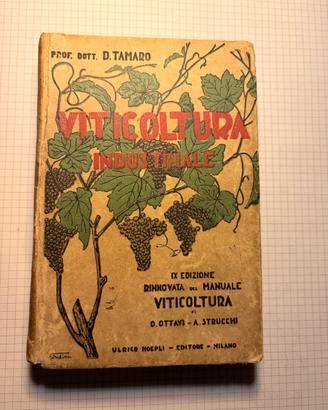 PROF. DOTT. D. TAMARO
VITICOLTURA
INDUSTRIALE
IX EDIZIONE
RINNOVATA DEL MANUALE
VITICOLTURA
DI
O. OTTAVI - A. STRUCCHI
ULRICO HOEPLI - EDITORE - MILANO